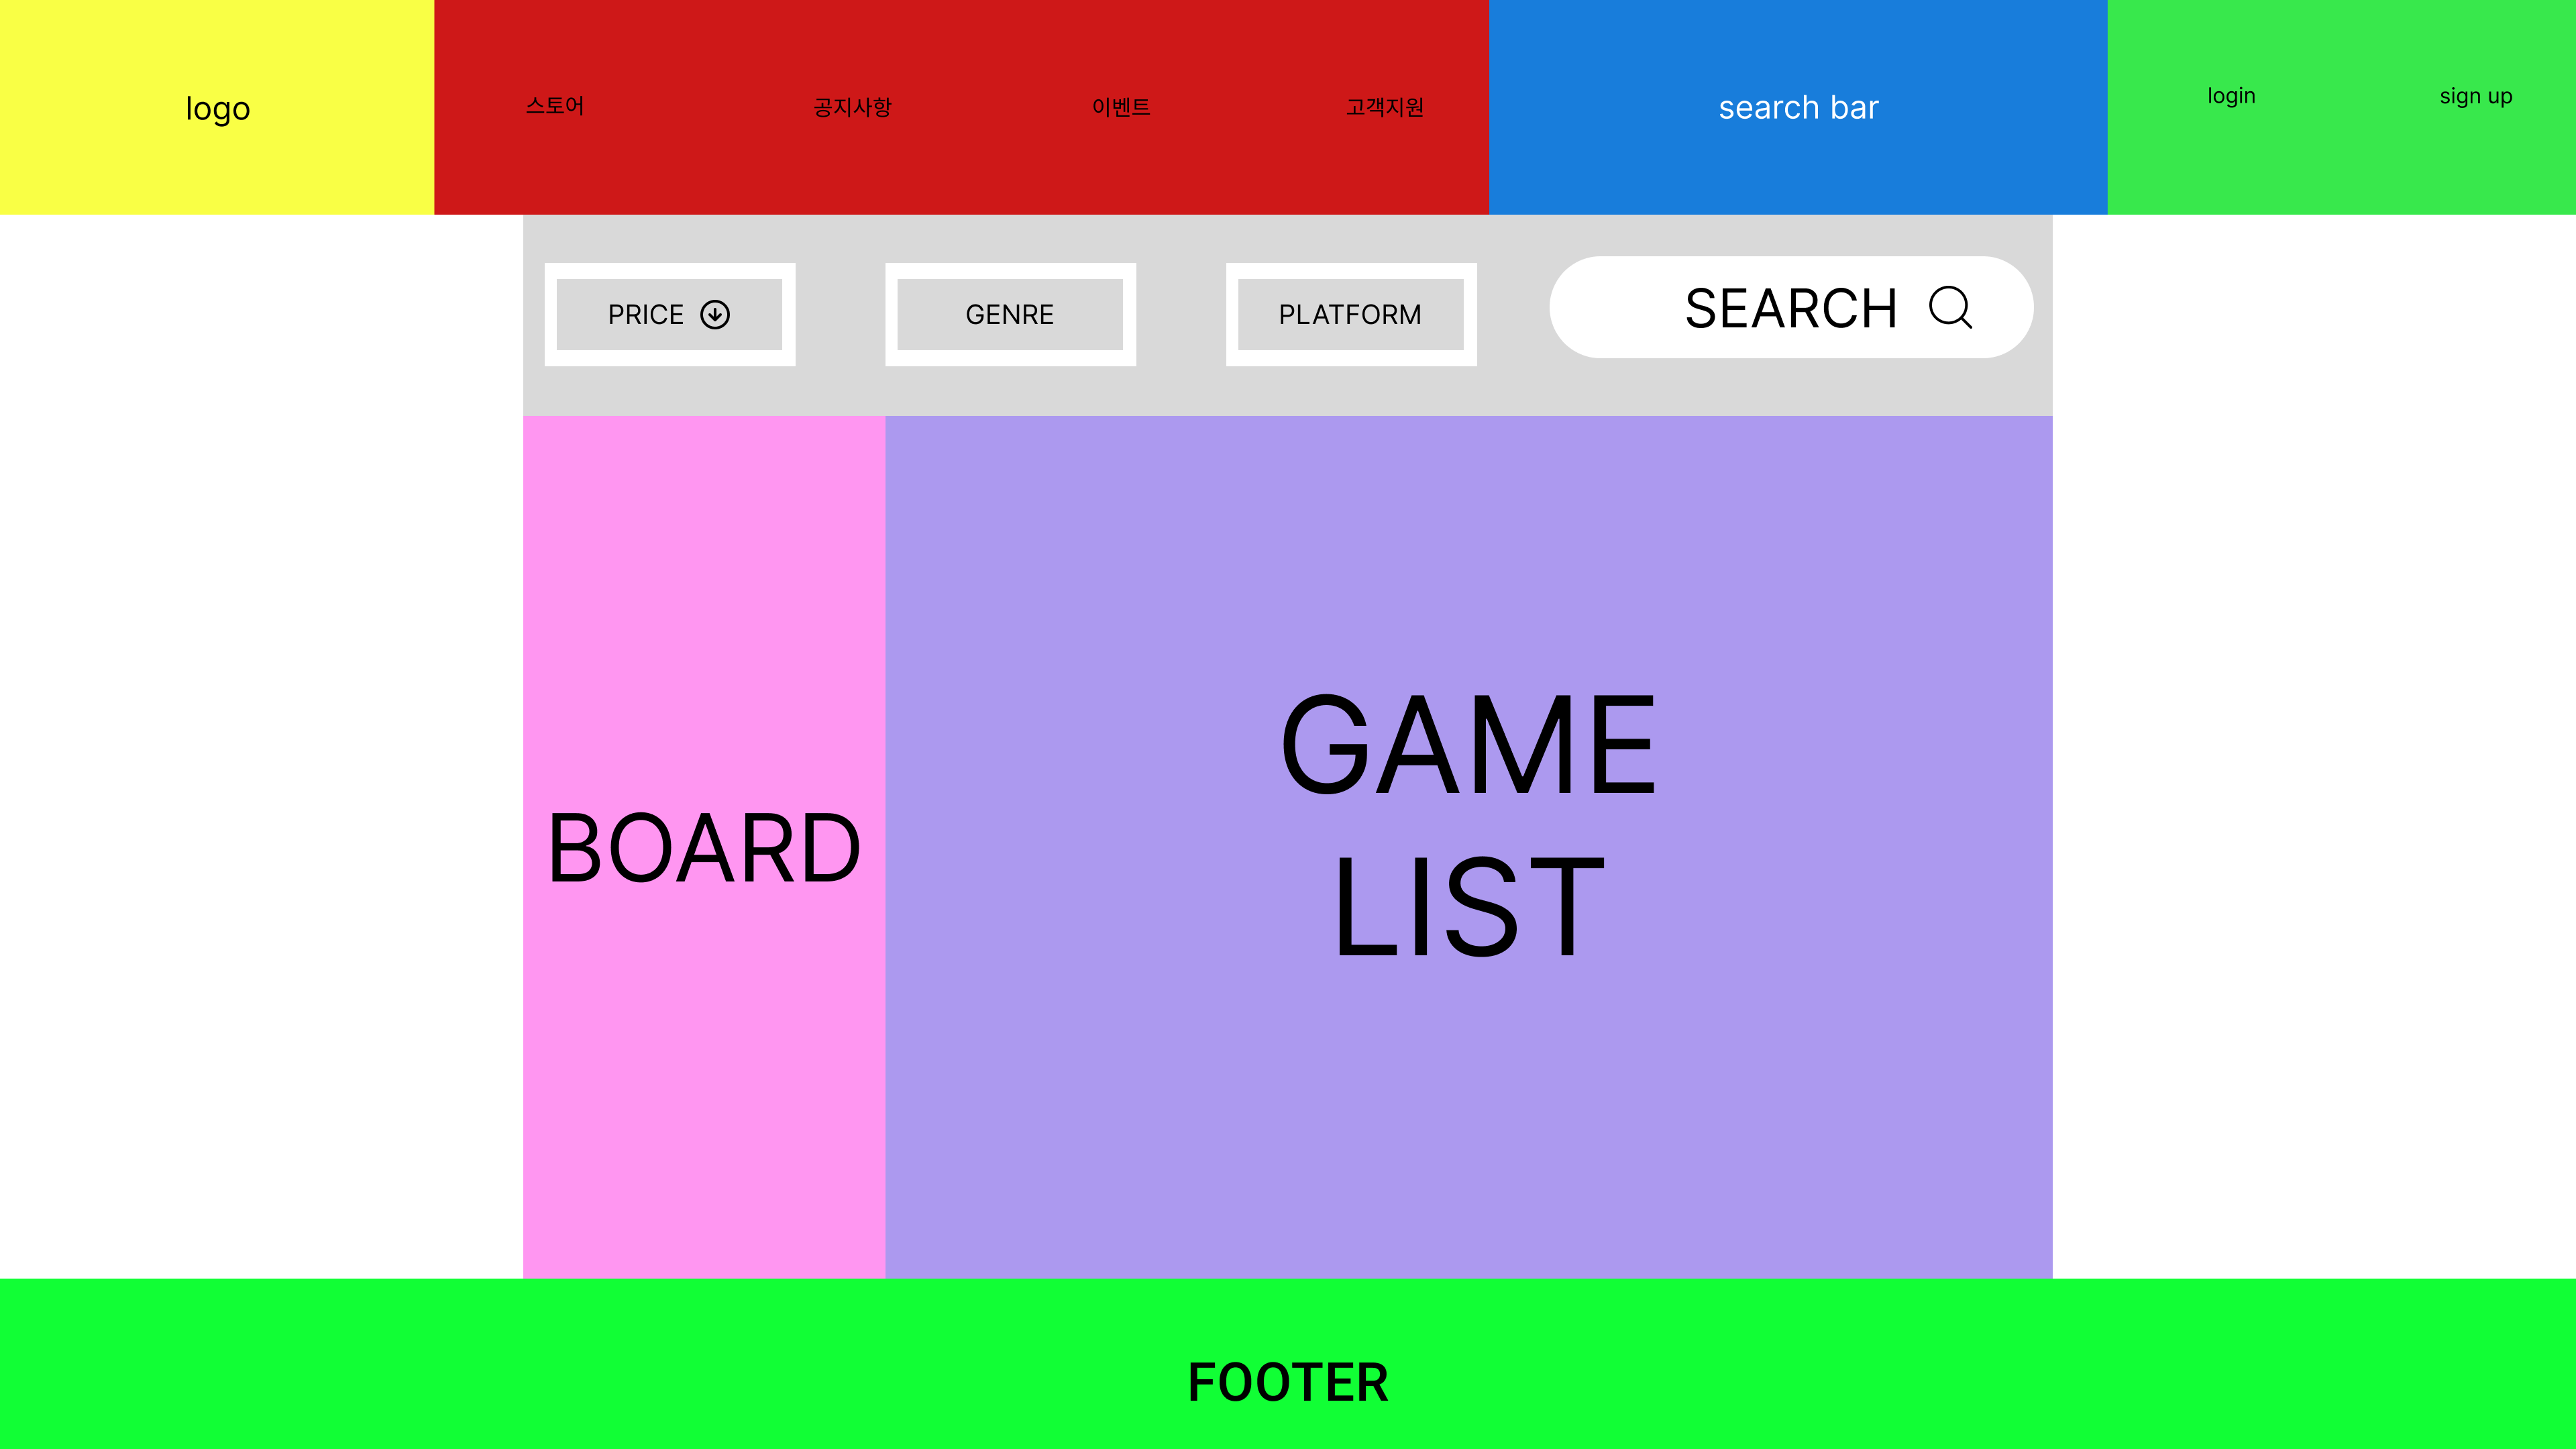 logo
스토어
공지사항
이벤트
고객지원
search bar
login
sign up
PRICE
GENRE
PLATFORM
SEARCH
BOARD
GAME
LIST
FOOTER